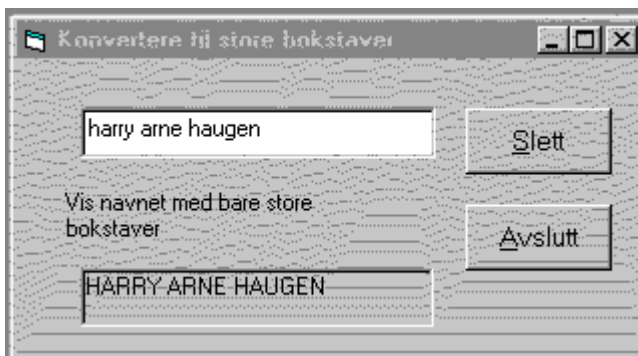 Konvertere til store bokstaver
harry arne haugen
Slett
Vis navnet med bare store
bokstaver
Avslutt
HARRY ARNE HAUGEN